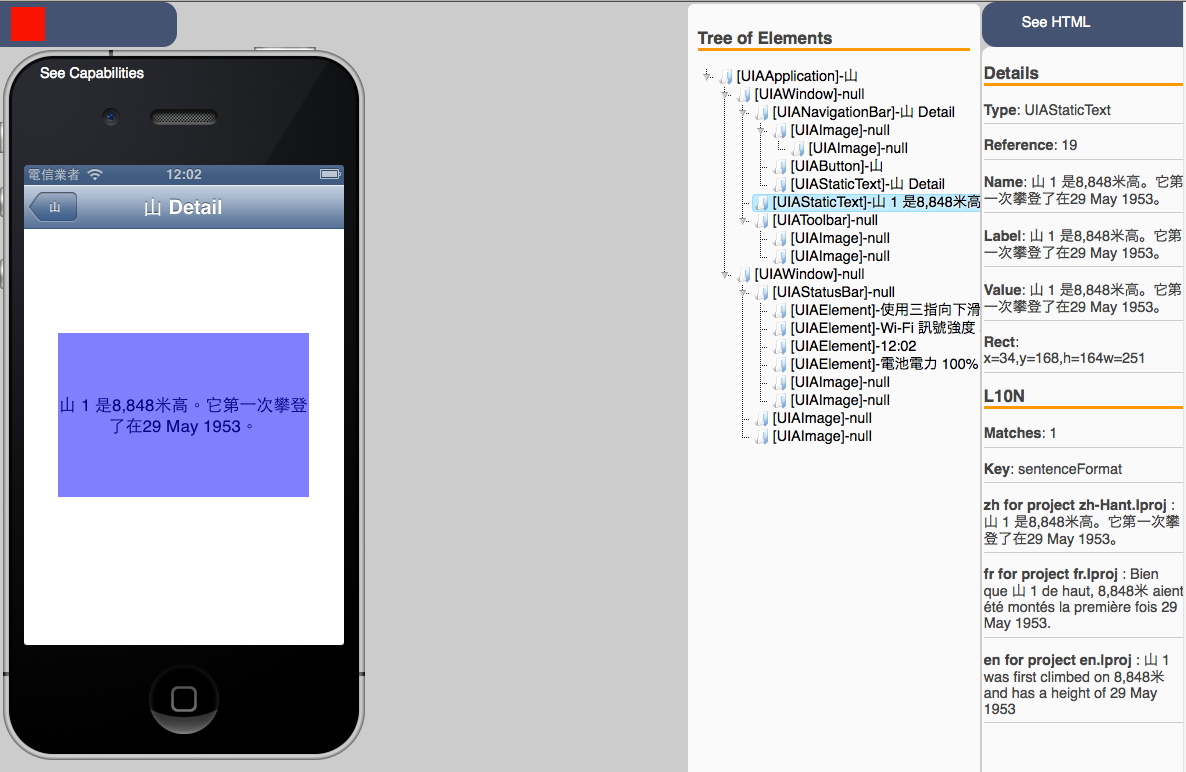 See Capabilities
電信業者
12:02
山
山 Detail
山 1 是8,848米高。它第一次攀登
了在29 May 1953。
Tree of Elements
[UIAApplication]-山
[UIAWindow]-null
[UIANavigationBar]-山 Detail
[UIAImage]-null
[UIAImage]-null
[UIAButton]-山
[UIAStaticText]-山 Detail
[UIAStaticText]-山 1 是8,848米高
[UIAToolbar]-null
[UIAImage]-null
[UIAImage]-null
[UIAWindow]-null
[UIAStatusBar]-null
[UIAElement]-使用三指向下滑
[UIAElement]-Wi-Fi 訊號強度
[UIAElement]-12:02
[UIAElement]-電池電力 100%
[UIAImage]-null
[UIAImage]-null
[UIAImage]-null
[UIAImage]-null
See HTML
Details
Type: UIAStaticText
Reference: 19
Name: 山 1 是8,848米高。它第
一次攀登了在29 May 1953。
Label: 山 1 是8,848米高。它第
一次攀登了在29 May 1953。
Value: 山 1 是8,848米高。它第
一次攀登了在29 May 1953。
Rect:
x=34,y=168,h=164w=251
L10N
Matches: 1
Key: sentenceFormat
zh for project zh-Hant.lproj :
山 1 是8,848米高。它第一次攀
登了在29 May 1953。
fr for project fr.lproj : Bien
que 山 1 de haut, 8,848米 aient
été montés la première fois 29
May 1953.
en for project en.lproj : 山 1
was first climbed on 8,848米
and has a height of 29 May
1953